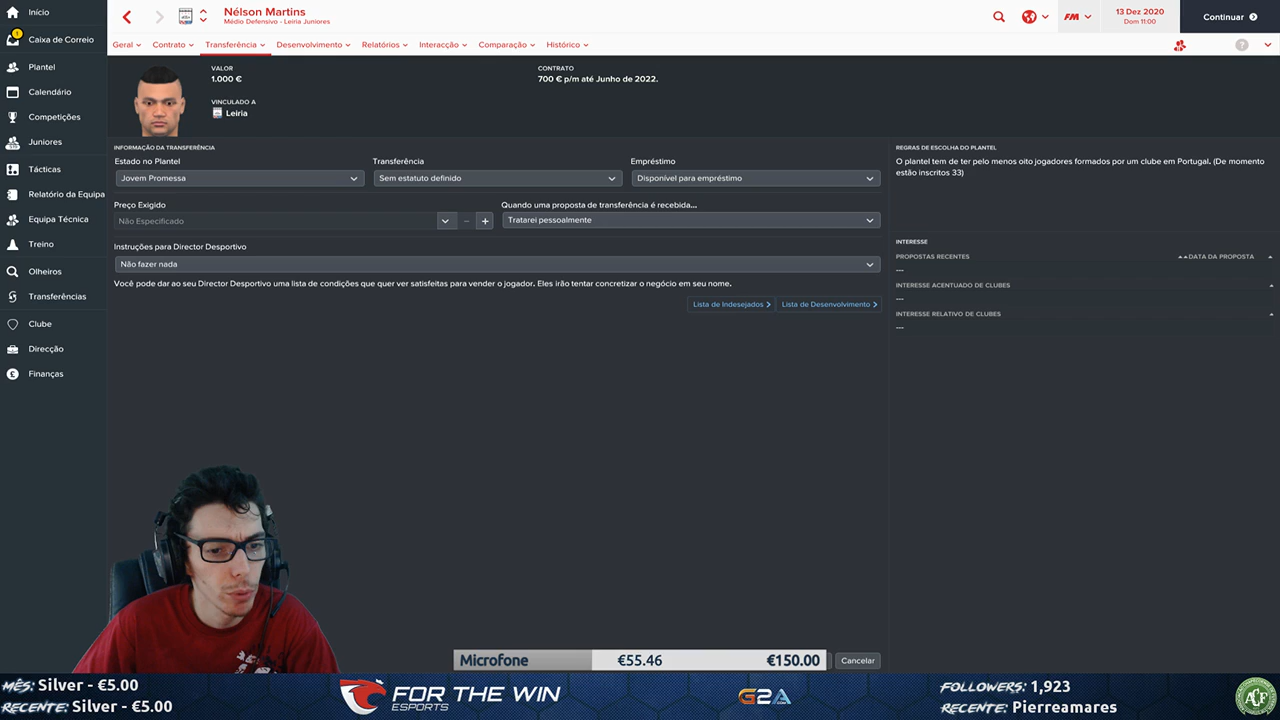 Início
Nélson Martins
Médio Defensivo - Leiria Juniores
FM
13 Dez 2020
Dom 11:00
Continuar
1
Caixa de Correio
Geral
Contrato
Transferência
Desenvolvimento
Relatórios
Interacção
Comparação
Histórico
?
Plantel
Calendário
Competições
Juniores
Tácticas
Relatório da Equipa
Equipa Técnica
Treino
Olheiros
Transferências
Clube
Direcção
Finanças
VALOR
1.000 €
VINCULADO A
Leiria
CONTRATO
700 € p/m até Junho de 2022.
INFORMAÇÃO DA TRANSFERÊNCIA
Estado no Plantel
Transferência
Empréstimo
Jovem Promessa
Sem estatuto definido
Disponível para empréstimo
Preço Exigido
Quando uma proposta de transferência é recebida...
Não Especificado
Tratarei pessoalmente
Instruções para Director Desportivo
Não fazer nada
Você pode dar ao seu Director Desportivo uma lista de condições que quer ver satisfeitas para vender o jogador. Eles irão tentar concretizar o negócio em seu nome.
Lista de Indesejados
Lista de Desenvolvimento
REGRAS DE ESCOLHA DO PLANTEL
O plantel tem de ter pelo menos oito jogadores formados por um clube em Portugal. (De momento
estão inscritos 33)
INTERESSE
PROPOSTAS RECENTES
DATA DA PROPOSTA
---
INTERESSE ACENTUADO DE CLUBES
---
INTERESSE RELATIVO DE CLUBES
---
Microfone
€55.46
€150.00
Cancelar
MÊS: Silver - €5.00
RECENTE: Silver - €5.00
FOR THE WIN
ESPORTS
G2A
FOLLOWERS: 1,923
RECENTE: Pierreamares
ACF